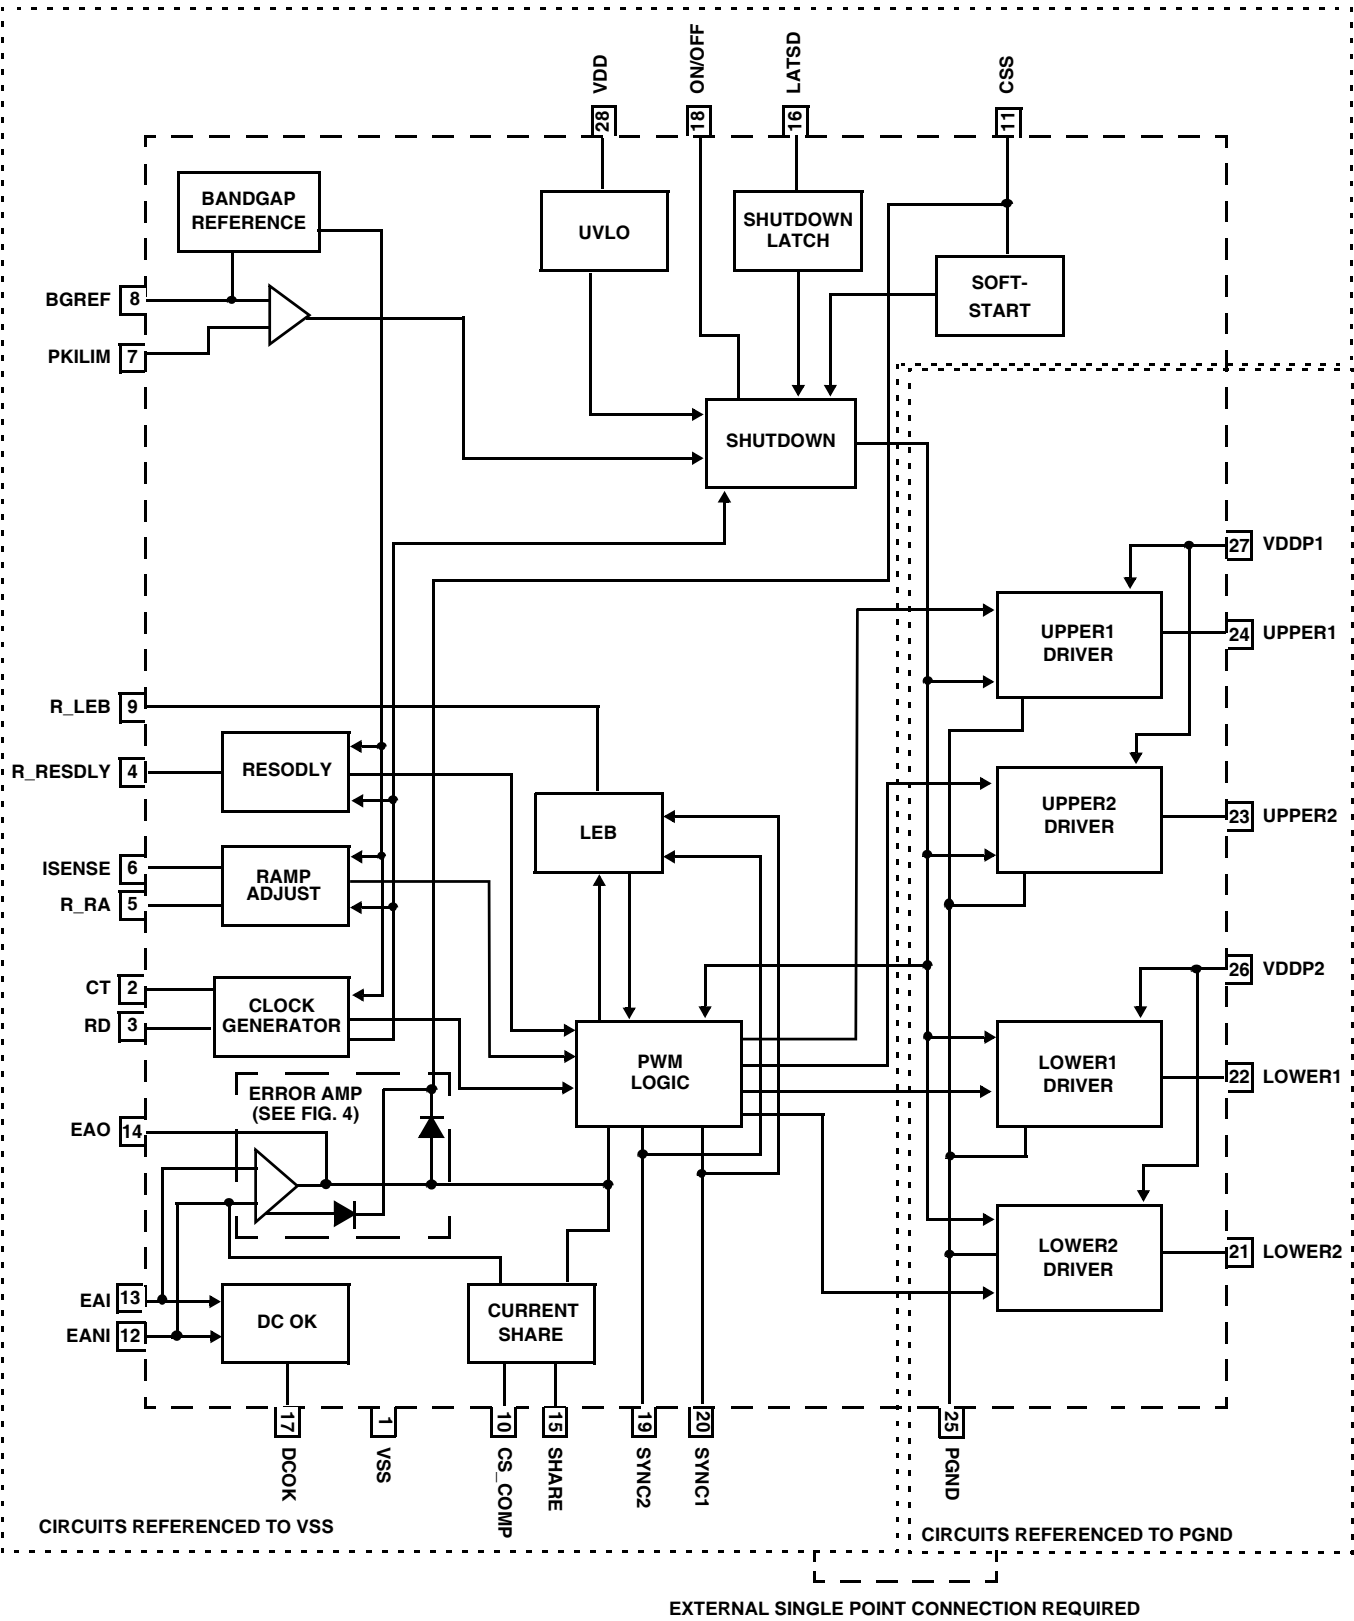 VDD
ON/OFF
LATSD
CSS
28
18
16
11
BANDGAP
REFERENCE
UVLO
SHUTDOWN
LATCH
SOFT-
START
BGREF 8
PKILIM 7
SHUTDOWN
27 VDDP1
UPPER1
DRIVER
24 UPPER1
R_LEB 9
R_RESDLY 4
RESODLY
LEB
UPPER2
DRIVER
23 UPPER2
ISENSE 6
R_RA 5
RAMP
ADJUST
26 VDDP2
CT 2
RD 3
CLOCK
GENERATOR
PWM
LOGIC
LOWER1
DRIVER
22 LOWER1
ERROR AMP
(SEE FIG. 4)
EAO 14
LOWER2
DRIVER
21 LOWER2
EAI 13
EANI 12
DC OK
CURRENT
SHARE
17
1
10
15
19
20
25
DCOK
VSS
CS_COMP
SHARE
SYNC2
SYNC1
PGND
CIRCUITS REFERENCED TO VSS
CIRCUITS REFERENCED TO PGND
EXTERNAL SINGLE POINT CONNECTION REQUIRED